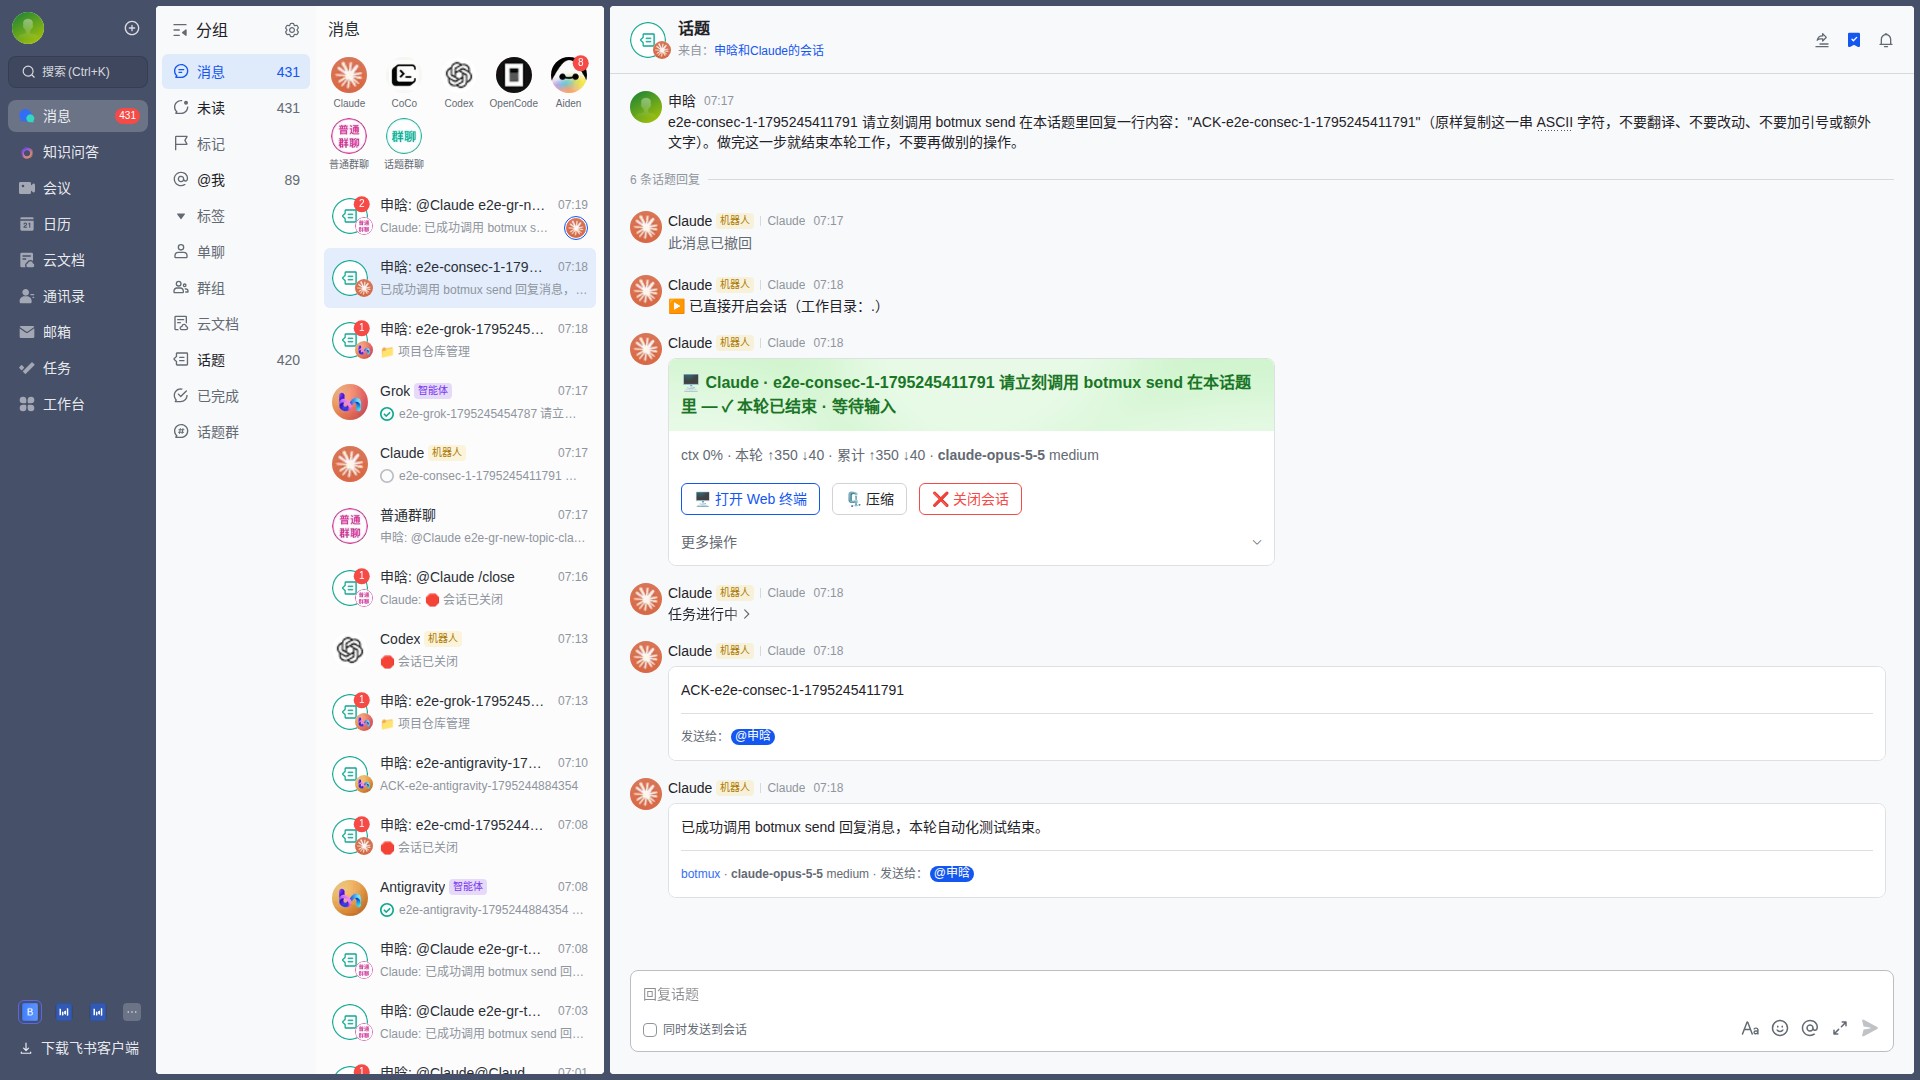 搜索 (Ctrl+K)
消息 431
知识问答
会议
日历
云文档
通讯录
邮箱
任务
工作台
B
下载飞书客户端
分组
消息 431
未读 431
标记
@我 89
标签
单聊
群组
云文档
话题 420
已完成
话题群
消息
Claude
CoCo
Codex
OpenCode
8
Aiden
普通群聊
普通群聊
群聊
话题群聊
2
申晗: @Claude e2e-gr-n... 07:19
Claude: 已成功调用 botmux s...
申晗: e2e-consec-1-179... 07:18
已成功调用 botmux send 回复消息，...
1
申晗: e2e-grok-1795245... 07:18
📁 项目仓库管理
Grok 智能体 07:17
e2e-grok-1795245454787 请立...
Claude 机器人 07:17
e2e-consec-1-1795245411791 ...
普通群聊
普通群聊 07:17
申晗: @Claude e2e-gr-new-topic-cla...
1
申晗: @Claude /close 07:16
Claude: 🛑 会话已关闭
Codex 机器人 07:13
🛑 会话已关闭
1
申晗: e2e-grok-1795245... 07:13
📁 项目仓库管理
申晗: e2e-antigravity-17... 07:10
ACK-e2e-antigravity-1795244884354
1
申晗: e2e-cmd-1795244... 07:08
🛑 会话已关闭
Antigravity 智能体 07:08
e2e-antigravity-1795244884354 ...
申晗: @Claude e2e-gr-t... 07:08
Claude: 已成功调用 botmux send 回...
申晗: @Claude e2e-gr-t... 07:03
Claude: 已成功调用 botmux send 回...
1
申晗: @Claude@Claud... 07:01
话题
来自：申晗和Claude的会话
申晗 07:17
e2e-consec-1-1795245411791 请立刻调用 botmux send 在本话题里回复一行内容："ACK-e2e-consec-1-1795245411791"（原样复制这一串 ASCII 字符，不要翻译、不要改动、不要加引号或额外
文字）。做完这一步就结束本轮工作，不要再做别的操作。
6 条话题回复
Claude 机器人 | Claude 07:17
此消息已撤回
Claude 机器人 | Claude 07:18
▶️ 已直接开启会话（工作目录：.）
Claude 机器人 | Claude 07:18
🖥️ Claude · e2e-consec-1-1795245411791 请立刻调用 botmux send 在本话题
里 — ✓ 本轮已结束 · 等待输入
ctx 0% · 本轮 ↑350 ↓40 · 累计 ↑350 ↓40 · claude-opus-5-5 medium
🖥️ 打开 Web 终端
🗜️ 压缩
❌ 关闭会话
更多操作
Claude 机器人 | Claude 07:18
任务进行中 >
Claude 机器人 | Claude 07:18
ACK-e2e-consec-1-1795245411791
发送给：@申晗
Claude 机器人 | Claude 07:18
已成功调用 botmux send 回复消息，本轮自动化测试结束。
botmux · claude-opus-5-5 medium · 发送给：@申晗
回复话题
同时发送到会话
Aa